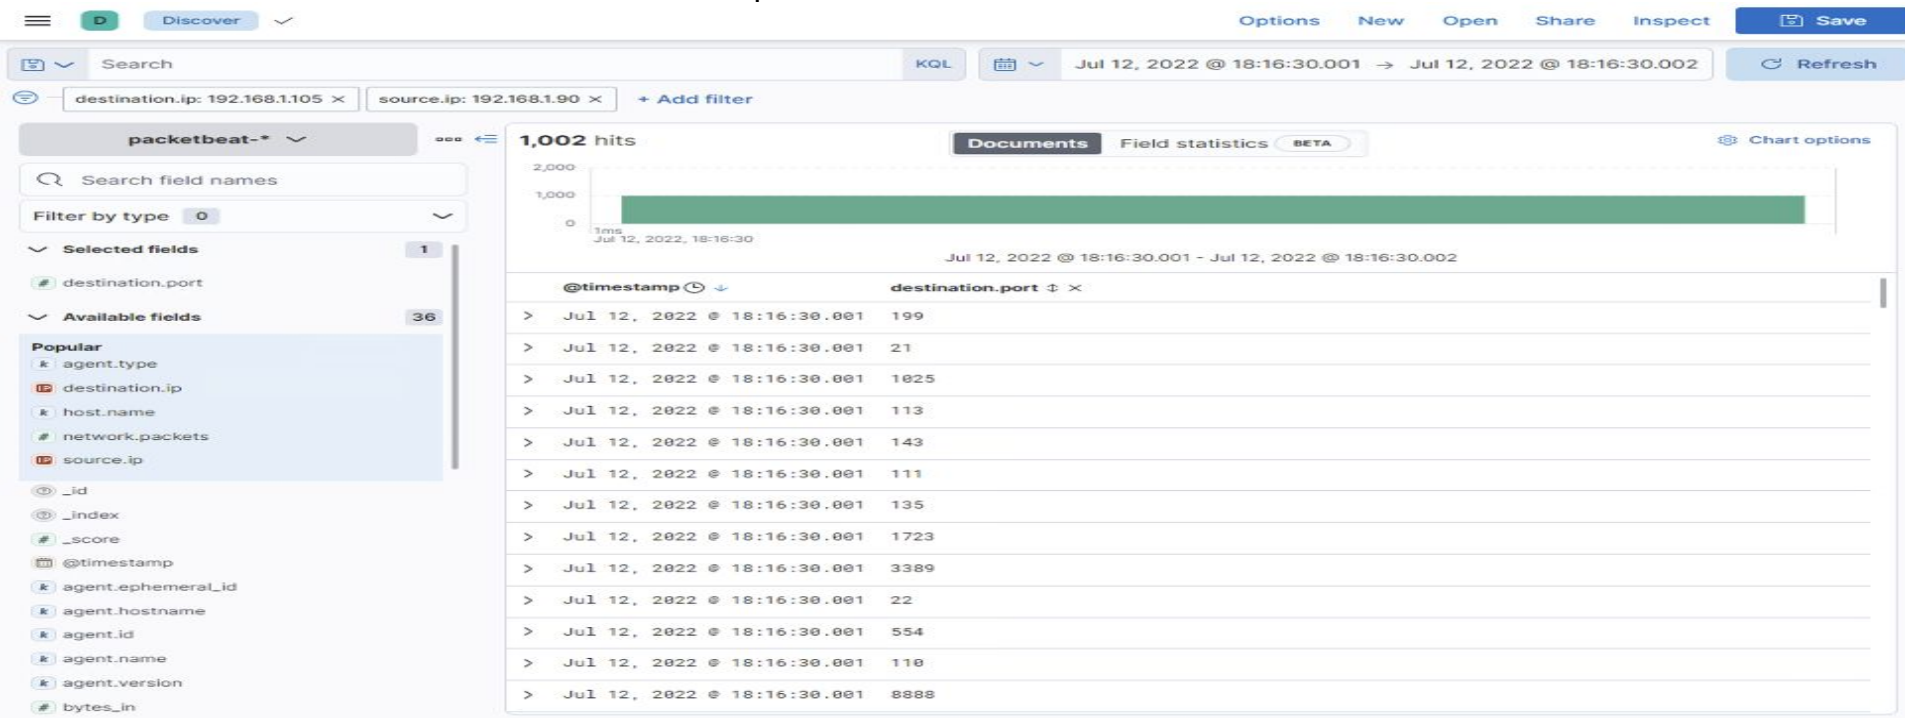 D Discover Options New Open Share Inspect Save
Search KQL Jul 12, 2022 @ 18:16:30.001 → Jul 12, 2022 @ 18:16:30.002 Refresh
destination.ip: 192.168.1.105 × source.ip: 192.168.1.90 × + Add filter
packetbeat-*
Search field names
Filter by type 0
Selected fields 1
# destination.port
Available fields 36
Popular
k agent.type
IP destination.ip
k host.name
# network.packets
IP source.ip
_id
_index
# _score
@timestamp
k agent.ephemeral_id
k agent.hostname
k agent.id
k agent.name
k agent.version
# bytes_in
1,002 hits Documents Field statistics BETA Chart options
2,000
1,000
0
1ms
Jul 12, 2022, 18:16:30
Jul 12, 2022 @ 18:16:30.001 - Jul 12, 2022 @ 18:16:30.002
@timestamp ↓ destination.port ↕ ×
> Jul 12, 2022 @ 18:16:30.001 199
> Jul 12, 2022 @ 18:16:30.001 21
> Jul 12, 2022 @ 18:16:30.001 1025
> Jul 12, 2022 @ 18:16:30.001 113
> Jul 12, 2022 @ 18:16:30.001 143
> Jul 12, 2022 @ 18:16:30.001 111
> Jul 12, 2022 @ 18:16:30.001 135
> Jul 12, 2022 @ 18:16:30.001 1723
> Jul 12, 2022 @ 18:16:30.001 3389
> Jul 12, 2022 @ 18:16:30.001 22
> Jul 12, 2022 @ 18:16:30.001 554
> Jul 12, 2022 @ 18:16:30.001 110
> Jul 12, 2022 @ 18:16:30.001 8888